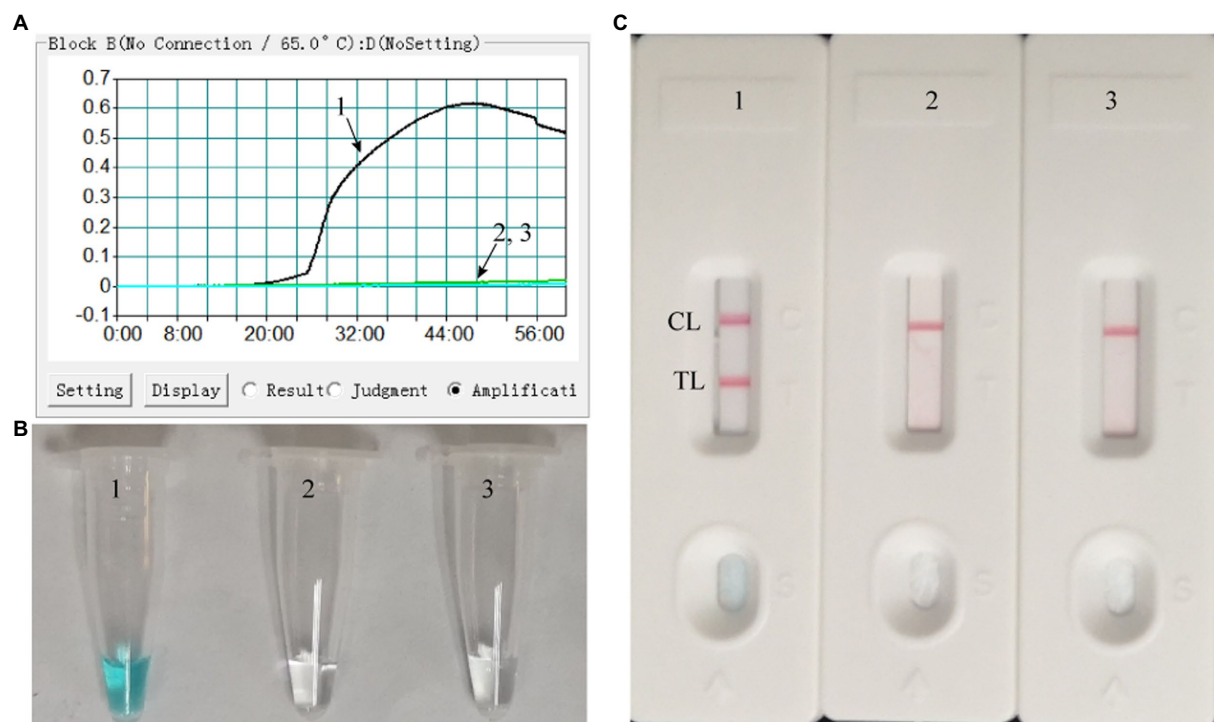 A
Block B(No Connection / 65.0° C):D(NoSetting)
0.7
0.6
0.5
0.4
0.3
0.2
0.1
0
-0.1
0:00 8:00 20:00 32:00 44:00 56:00
1
2, 3
Setting Display Result Judgment Amplificati
B
1 2 3
C
1 2 3
CL C C C
TL T T T
S S S